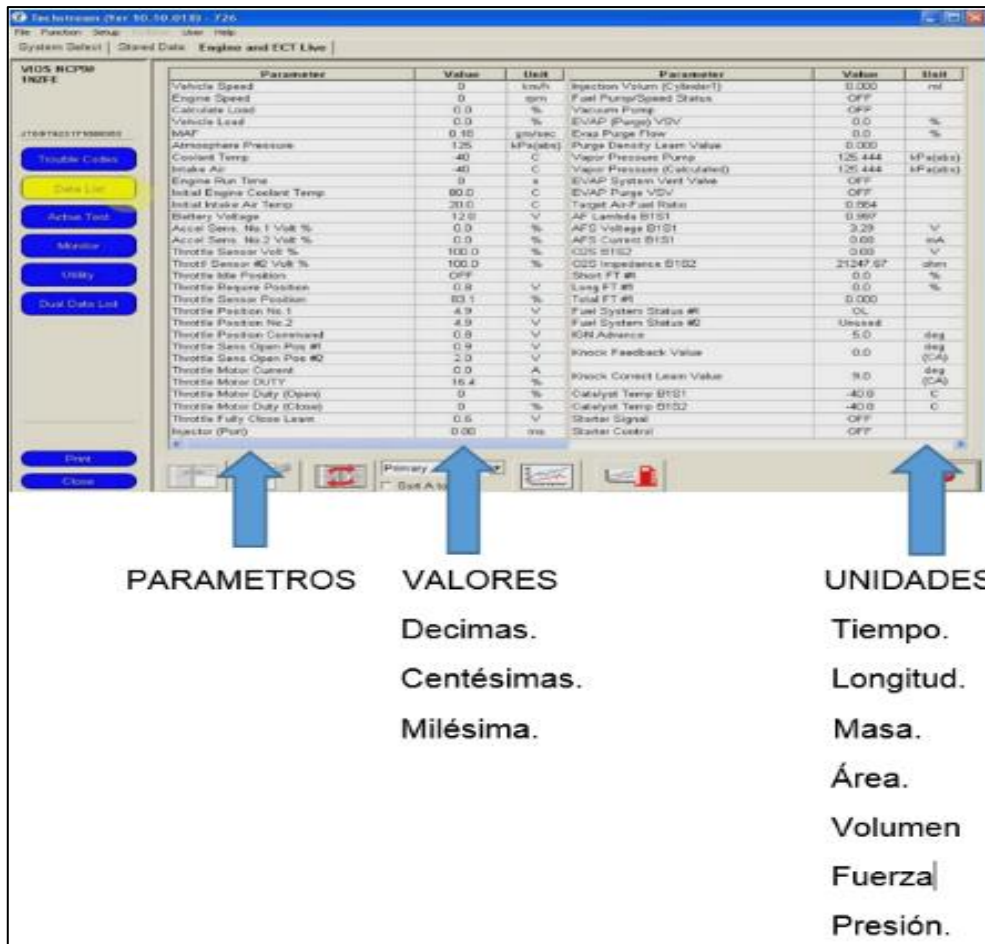 Techstream (Ver 10.10.018) - 726
File Function Setup User Help
System Select Stored Data Engine and ECT Live
VIOS NCP93
1NZFE
Trouble Codes
Data List
Active Test
Monitor
Utility
Dual Data List
Print
Close
Parameter Value Unit Parameter Value Unit
Vehicle Speed 0 km/h Injection Volum (Cylinder1) 0.000 ml
Engine Speed 0 rpm Fuel Pump/Speed Status OFF
Calculate Load 0.0 % Vacuum Pump OFF
Vehicle Load 0.0 % EVAP (Purge) VSV 0.0 %
MAF 0.18 gm/sec Evap Purge Flow 0.0 %
Atmosphere Pressure 125 kPa(abs) Purge Density Learn Value 0.000
Coolant Temp -40 C Vapor Pressure Pump 125.444 kPa(abs)
Intake Air -40 C Vapor Pressure (Calculated) 125.444 kPa(abs)
Engine Run Time 0 s EVAP System Vent Valve OFF
Initial Engine Coolant Temp 80.0 C EVAP Purge VSV OFF
Initial Intake Air Temp 20.0 C Target Air-Fuel Ratio 0.964
Battery Voltage 12.0 V AF Lambda B1S1 0.997
Accel Sens. No.1 Volt % 0.0 % AFS Voltage B1S1 3.29 V
Accel Sens. No.2 Volt % 0.0 % AFS Current B1S1 0.00 mA
Throttle Sensor Volt % 100.0 % O2S B1S2 0.00 V
Throttl Sensor #2 Volt % 100.0 % O2S Impedance B1S2 21247.67 ohm
Throttle Idle Position OFF Short FT #1 0.0 %
Throttle Require Position 0.8 V Long FT #1 0.0 %
Throttle Sensor Position 83.1 % Total FT #1 0.000
Throttle Position No.1 4.9 V Fuel System Status #1 OL
Throttle Position No.2 4.9 V Fuel System Status #2 Unused
Throttle Position Command 0.8 V IGN Advance 5.0 deg
Throttle Sens Open Pos #1 0.9 V Knock Feedback Value 0.0 deg (CA)
Throttle Sens Open Pos #2 2.0 V
Throttle Motor Current 0.0 A Knock Correct Learn Value 9.0 deg (CA)
Throttle Motor DUTY 16.4 %
Throttle Motor Duty (Open) 0 % Catalyst Temp B1S1 -40.0 C
Throttle Motor Duty (Close) 0 % Catalyst Temp B1S2 -40.0 C
Throttle Fully Close Learn 0.6 V Starter Signal OFF
Injector (Port) 0.00 ms Starter Control OFF
Primary
Sort A to
PARAMETROS VALORES UNIDADES
Decimas. Tiempo.
Centésimas. Longitud.
Milésima. Masa.
Área.
Volumen
Fuerza
Presión.